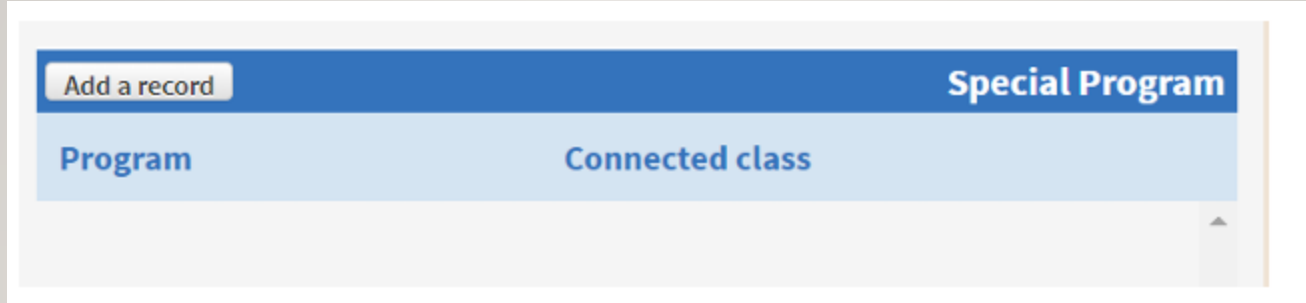 Add a record
Special Program
Program
Connected class